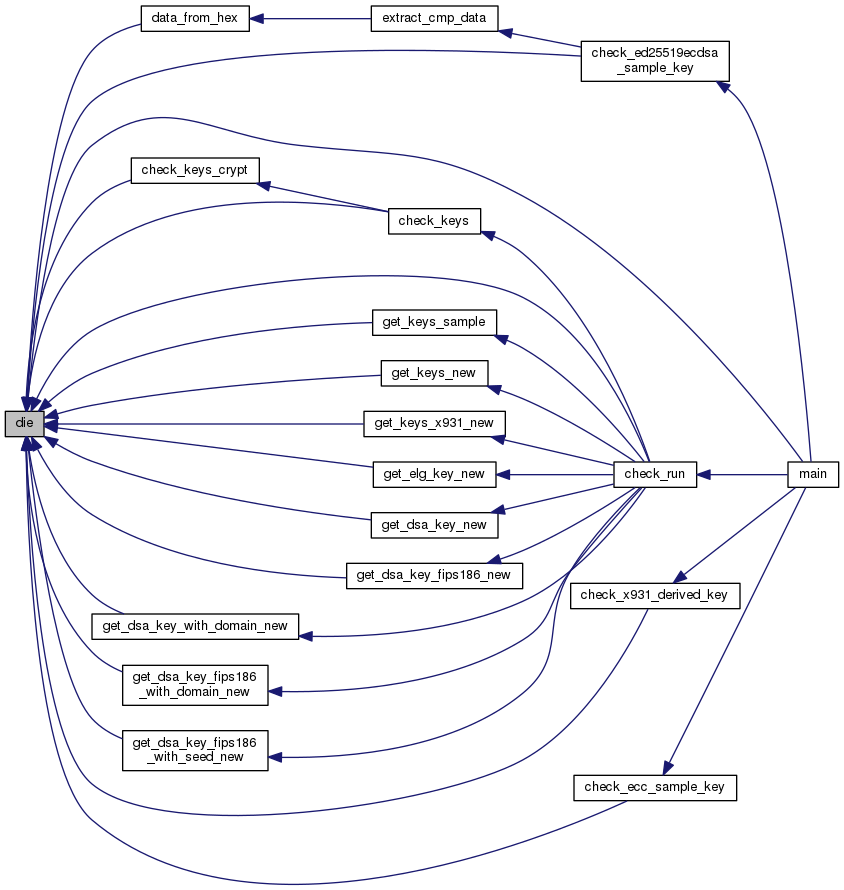 data_from_hex
extract_cmp_data
check_ed25519ecdsa
_sample_key
check_keys_crypt
check_keys
get_keys_sample
get_keys_new
die
get_keys_x931_new
get_elg_key_new
check_run
main
get_dsa_key_new
get_dsa_key_fips186_new
check_x931_derived_key
get_dsa_key_with_domain_new
get_dsa_key_fips186
_with_domain_new
get_dsa_key_fips186
_with_seed_new
check_ecc_sample_key